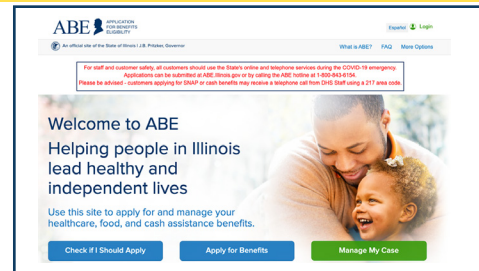 ABE APPLICATION
FOR BENEFITS
ELIGIBILITY
Español Login
An official site of the State of Illinois | J.B. Pritzker, Governor
What is ABE? FAQ More Options
For staff and customer safety, all customers should use the State's online and telephone services during the COVID-19 emergency.
Applications can be submitted at ABE.Illinois.gov or by calling the ABE hotline at 1-800-843-6154.
Please be advised - customers applying for SNAP or cash benefits may receive a telephone call from DHS Staff using a 217 area code.
Welcome to ABE
Helping people in Illinois
lead healthy and
independent lives
Use this site to apply for and manage your
healthcare, food, and cash assistance benefits.
Check if I Should Apply
Apply for Benefits
Manage My Case